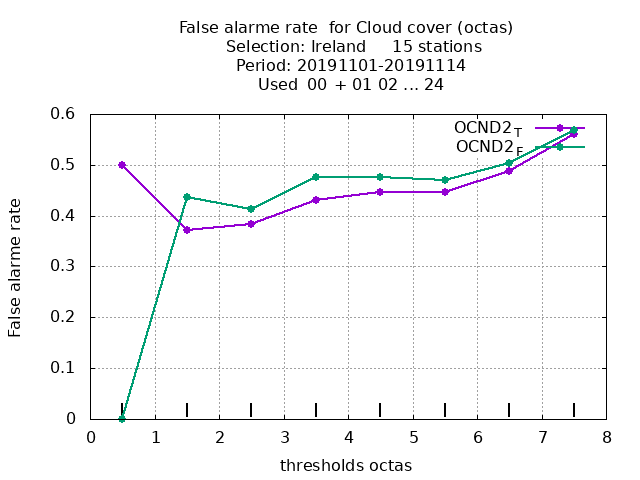 False alarme rate  for Cloud cover (octas)
Selection: Ireland     15 stations
Period: 20191101-20191114
Used  00  + 01 02 ... 24
OCND2T
OCND2F
0.6
0.5
0.4
0.3
0.2
0.1
0
False alarme rate
0 1 2 3 4 5 6 7 8
thresholds octas